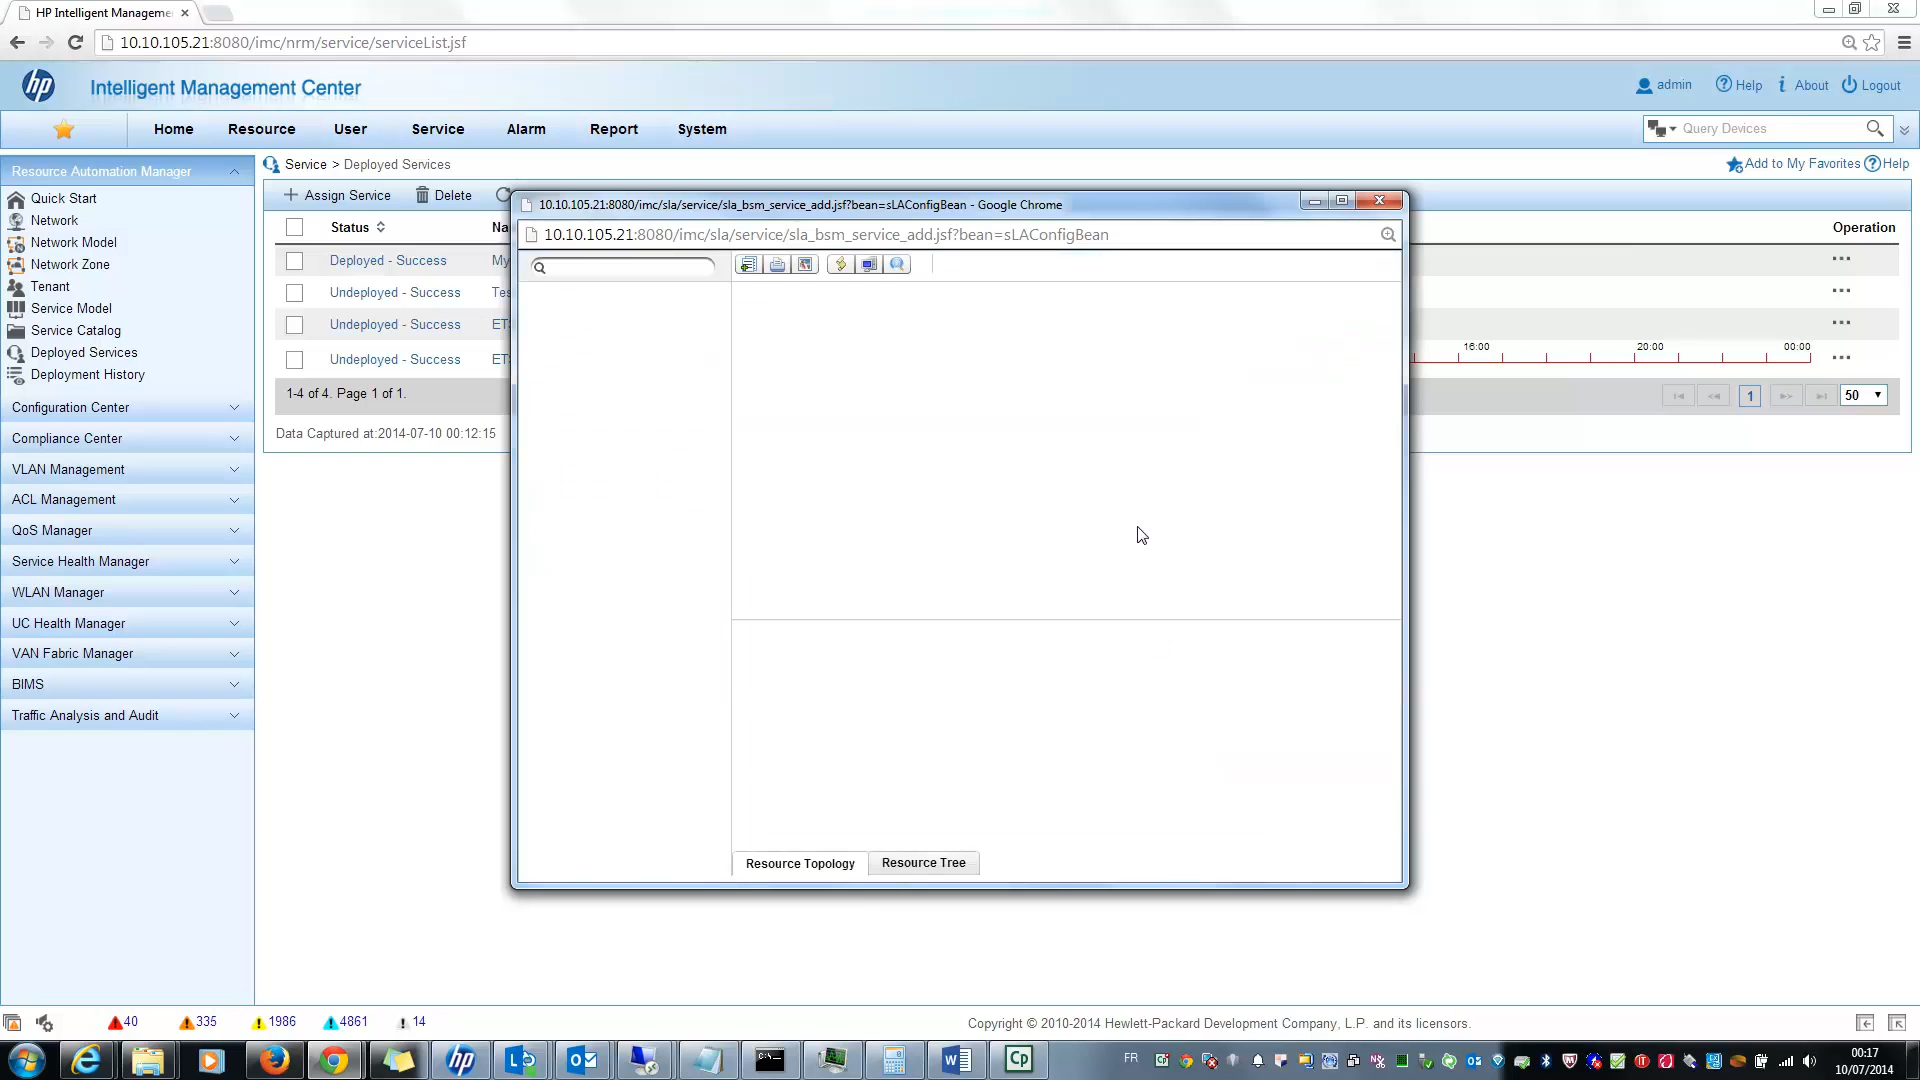 HP Intelligent Manageme
10.10.105.21:8080/imc/nrm/service/serviceList.jsf
hp Intelligent Management Center
admin Help About Logout
Home Resource User Service Alarm Report System
Query Devices
Resource Automation Manager
Quick Start
Network
Network Model
Network Zone
Tenant
Service Model
Service Catalog
Deployed Services
Deployment History
Configuration Center
Compliance Center
VLAN Management
ACL Management
QoS Manager
Service Health Manager
WLAN Manager
UC Health Manager
VAN Fabric Manager
BIMS
Traffic Analysis and Audit
Service > Deployed Services
Add to My Favorites Help
Assign Service Delete
Status Na Operation
Deployed - Success My
Undeployed - Success Tes
Undeployed - Success ET
Undeployed - Success ET
16:00 20:00 00:00
1-4 of 4. Page 1 of 1.
1 50
Data Captured at:2014-07-10 00:12:15
10.10.105.21:8080/imc/sla/service/sla_bsm_service_add.jsf?bean=sLAConfigBean - Google Chrome
10.10.105.21:8080/imc/sla/service/sla_bsm_service_add.jsf?bean=sLAConfigBean
Resource Topology Resource Tree
40 335 1986 4861 14
Copyright © 2010-2014 Hewlett-Packard Development Company, L.P. and its licensors.
FR
00:17
10/07/2014